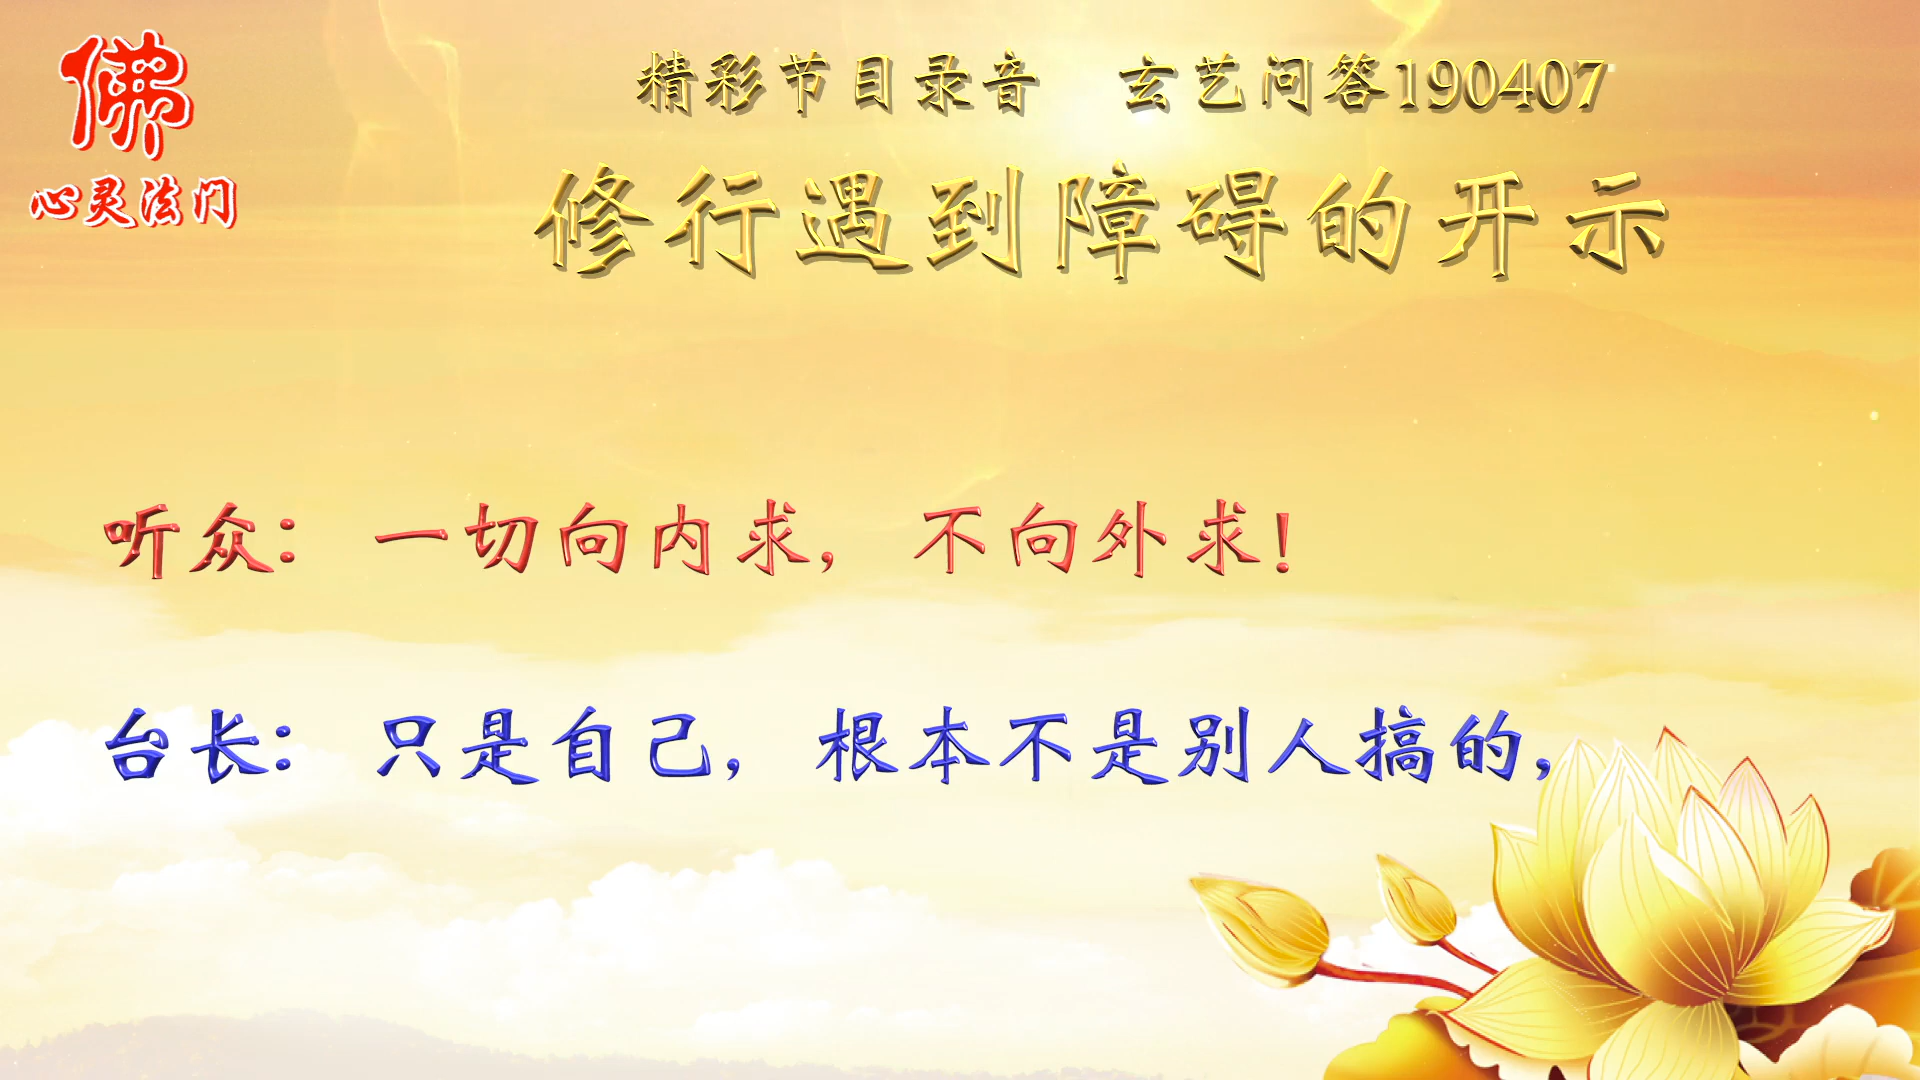 佛
心灵法门
精彩节目录音 玄艺问答190407
修行遇到障碍的开示
听众：一切向内求，不向外求！
台长：只是自己，根本不是别人搞的，